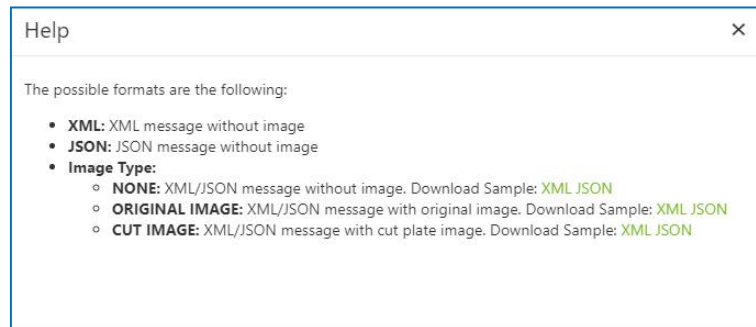 Help
The possible formats are the following:
XML: XML message without image
JSON: JSON message without image
Image Type:
NONE: XML/JSON message without image. Download Sample: XML JSON
ORIGINAL IMAGE: XML/JSON message with original image. Download Sample: XML JSON
CUT IMAGE: XML/JSON message with cut plate image. Download Sample: XML JSON